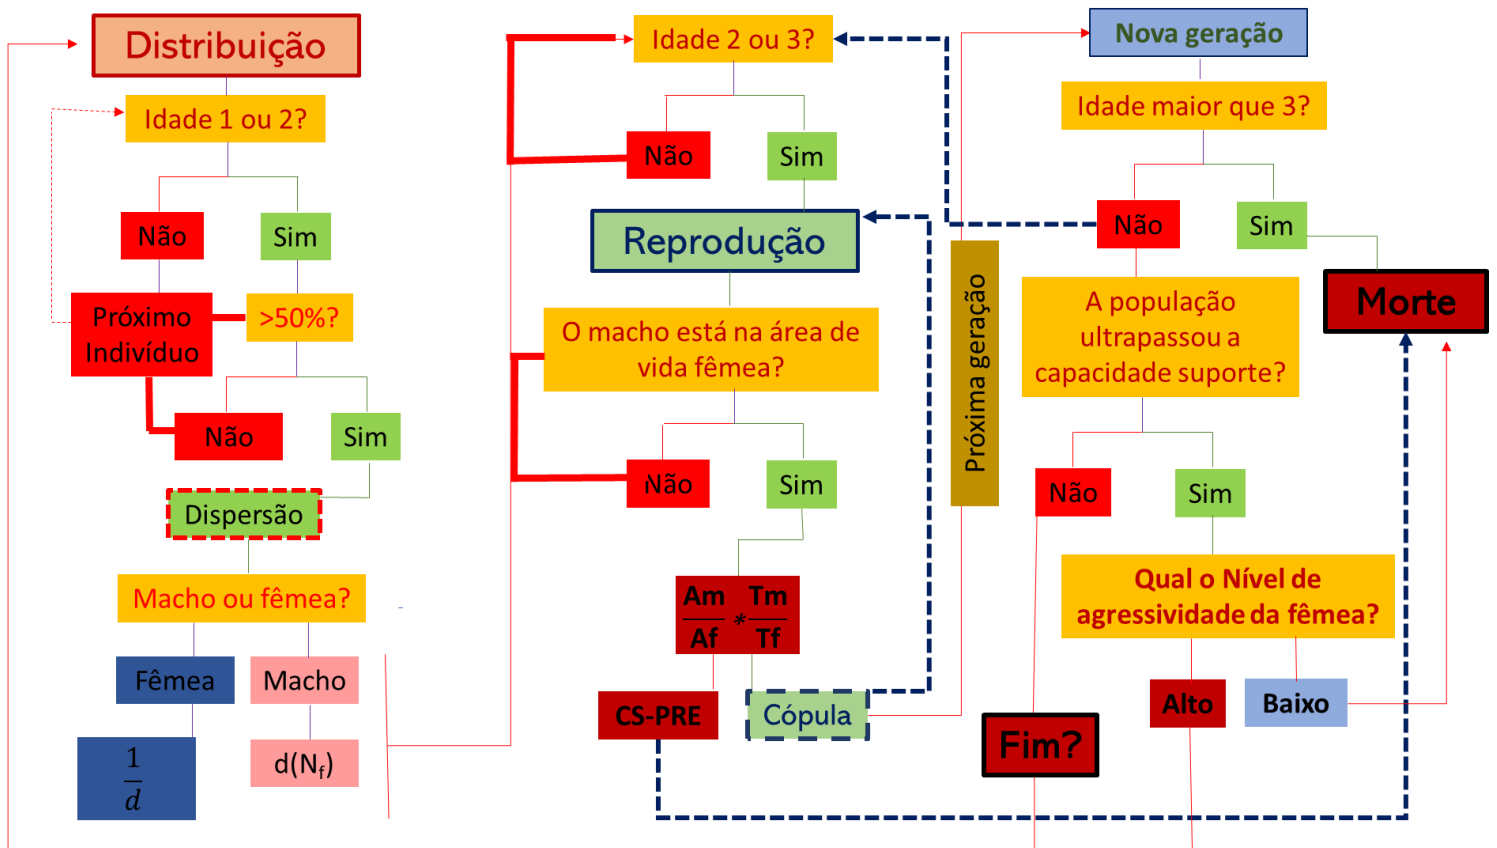 Distribuição
Idade 1 ou 2?
Não
Sim
Próximo
Indivíduo
>50%?
Não
Sim
Dispersão
Macho ou fêmea?
Fêmea
Macho
1
d
d(Nf)
Idade 2 ou 3?
Não
Sim
Reprodução
O macho está na área de
vida fêmea?
Não
Sim
Am Tm
*
Af Tf
CS-PRE
Cópula
Próxima geração
Nova geração
Idade maior que 3?
Não
Sim
Morte
A população
ultrapassou a
capacidade suporte?
Não
Sim
Qual o Nível de
agressividade da fêmea?
Alto
Baixo
Fim?